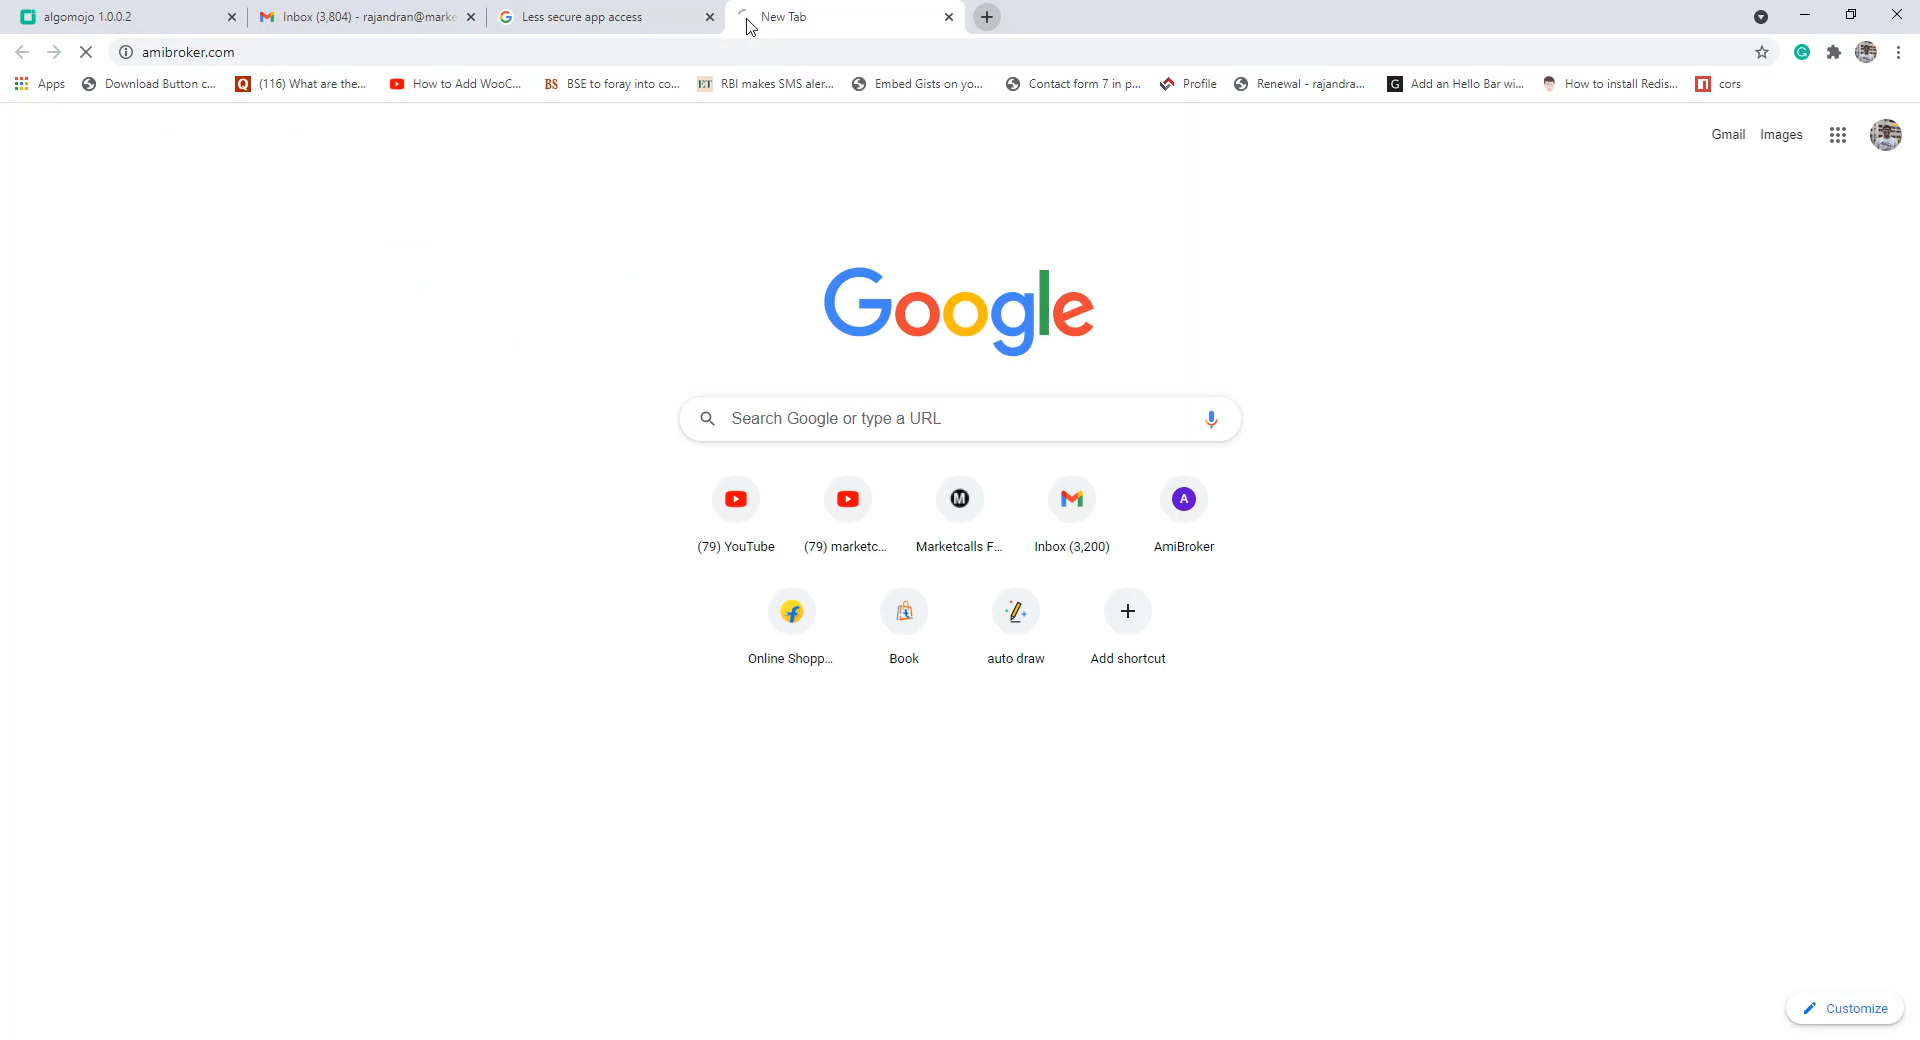 algomojo 1.0.0.2
Inbox (3,804) - rajandran@marke
Less secure app access
New Tab
amibroker.com
Apps
Download Button c...
(116) What are the...
How to Add WooC...
BS BSE to foray into co...
ET RBI makes SMS aler...
Embed Gists on yo...
Contact form 7 in p...
Profile
Renewal - rajandra...
G Add an Hello Bar wi...
How to install Redis...
cors
Gmail Images
Google
Search Google or type a URL
M
A
(79) YouTube
(79) marketc...
Marketcalls F...
Inbox (3,200)
AmiBroker
Online Shopp...
Book
auto draw
Add shortcut
Customize